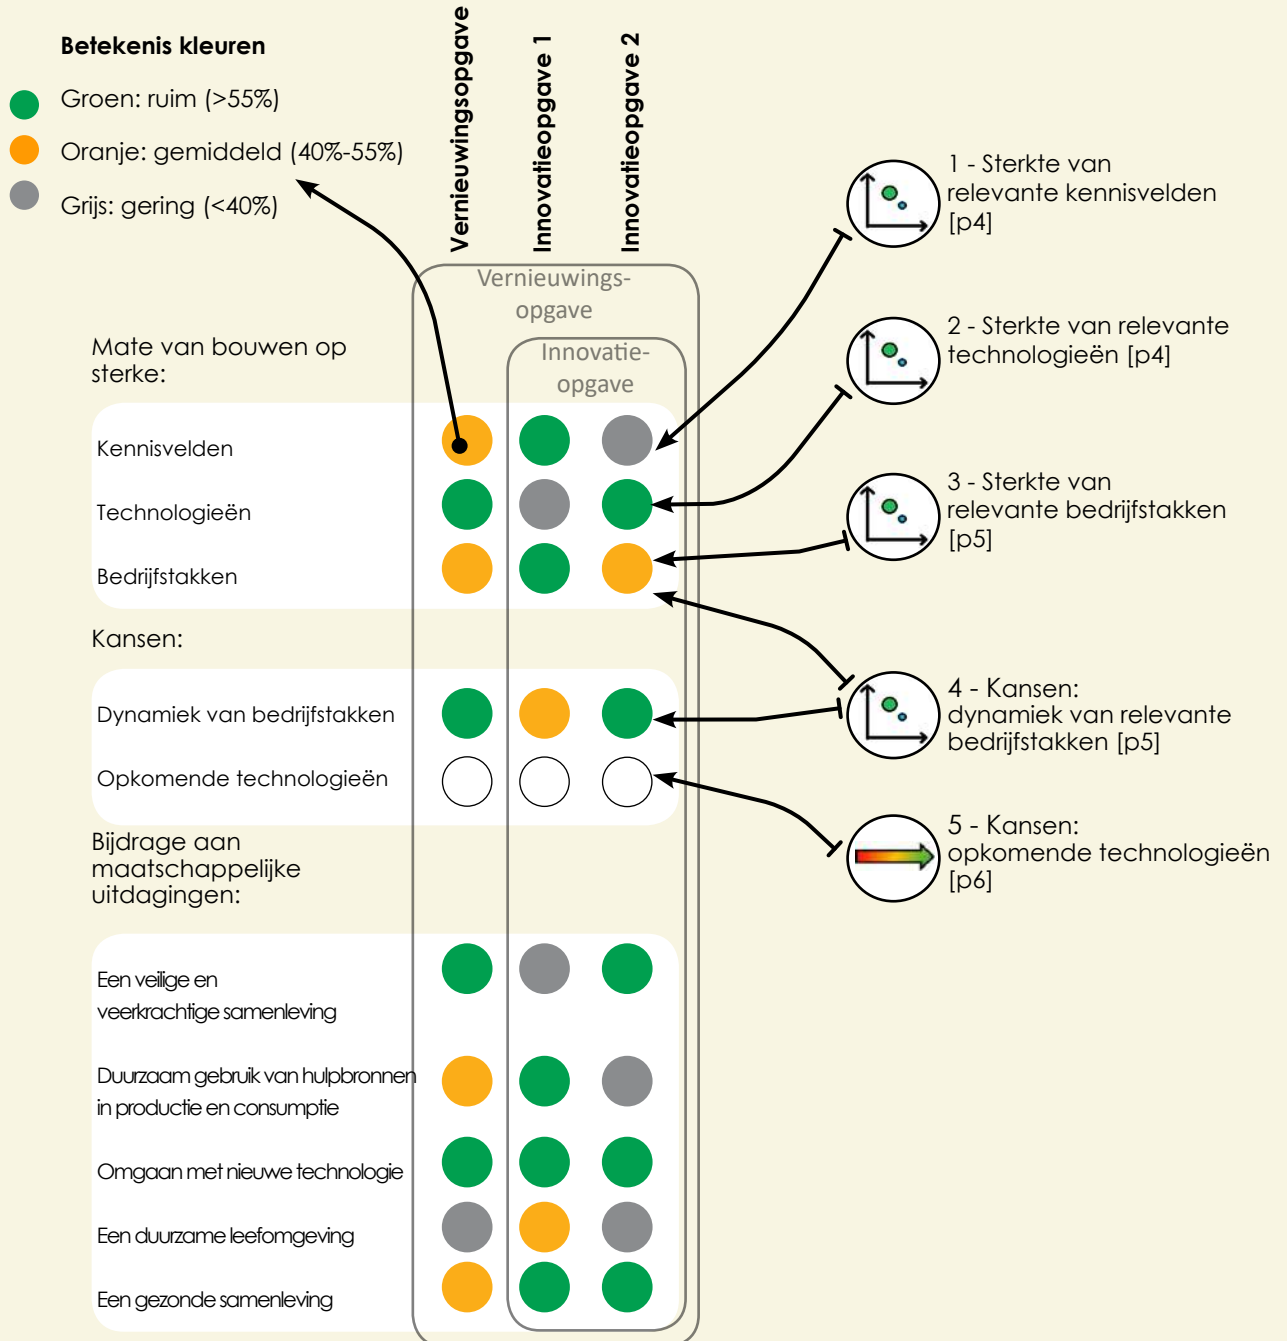 Betekenis kleuren
Groen: ruim (>55%)
Oranje: gemiddeld (40%-55%)
Grijs: gering (<40%)
Vernieuwingsopgave
Innovatieopgave 1
Innovatieopgave 2
Vernieuwings-
opgave
Innovatie-
opgave
Mate van bouwen op
sterke:
Kennisvelden
Technologieën
Bedrijfstakken
Kansen:
Dynamiek van bedrijfstakken
Opkomende technologieën
Bijdrage aan
maatschappelijke
uitdagingen:
Een veilige en
veerkrachtige samenleving
Duurzaam gebruik van hulpbronnen
in productie en consumptie
Omgaan met nieuwe technologie
Een duurzame leefomgeving
Een gezonde samenleving
1 - Sterkte van
relevante kennisvelden
[p4]
2 - Sterkte van relevante
technologieën [p4]
3 - Sterkte van
relevante bedrijfstakken
[p5]
4 - Kansen:
dynamiek van relevante
bedrijfstakken [p5]
5 - Kansen:
opkomende technologieën
[p6]